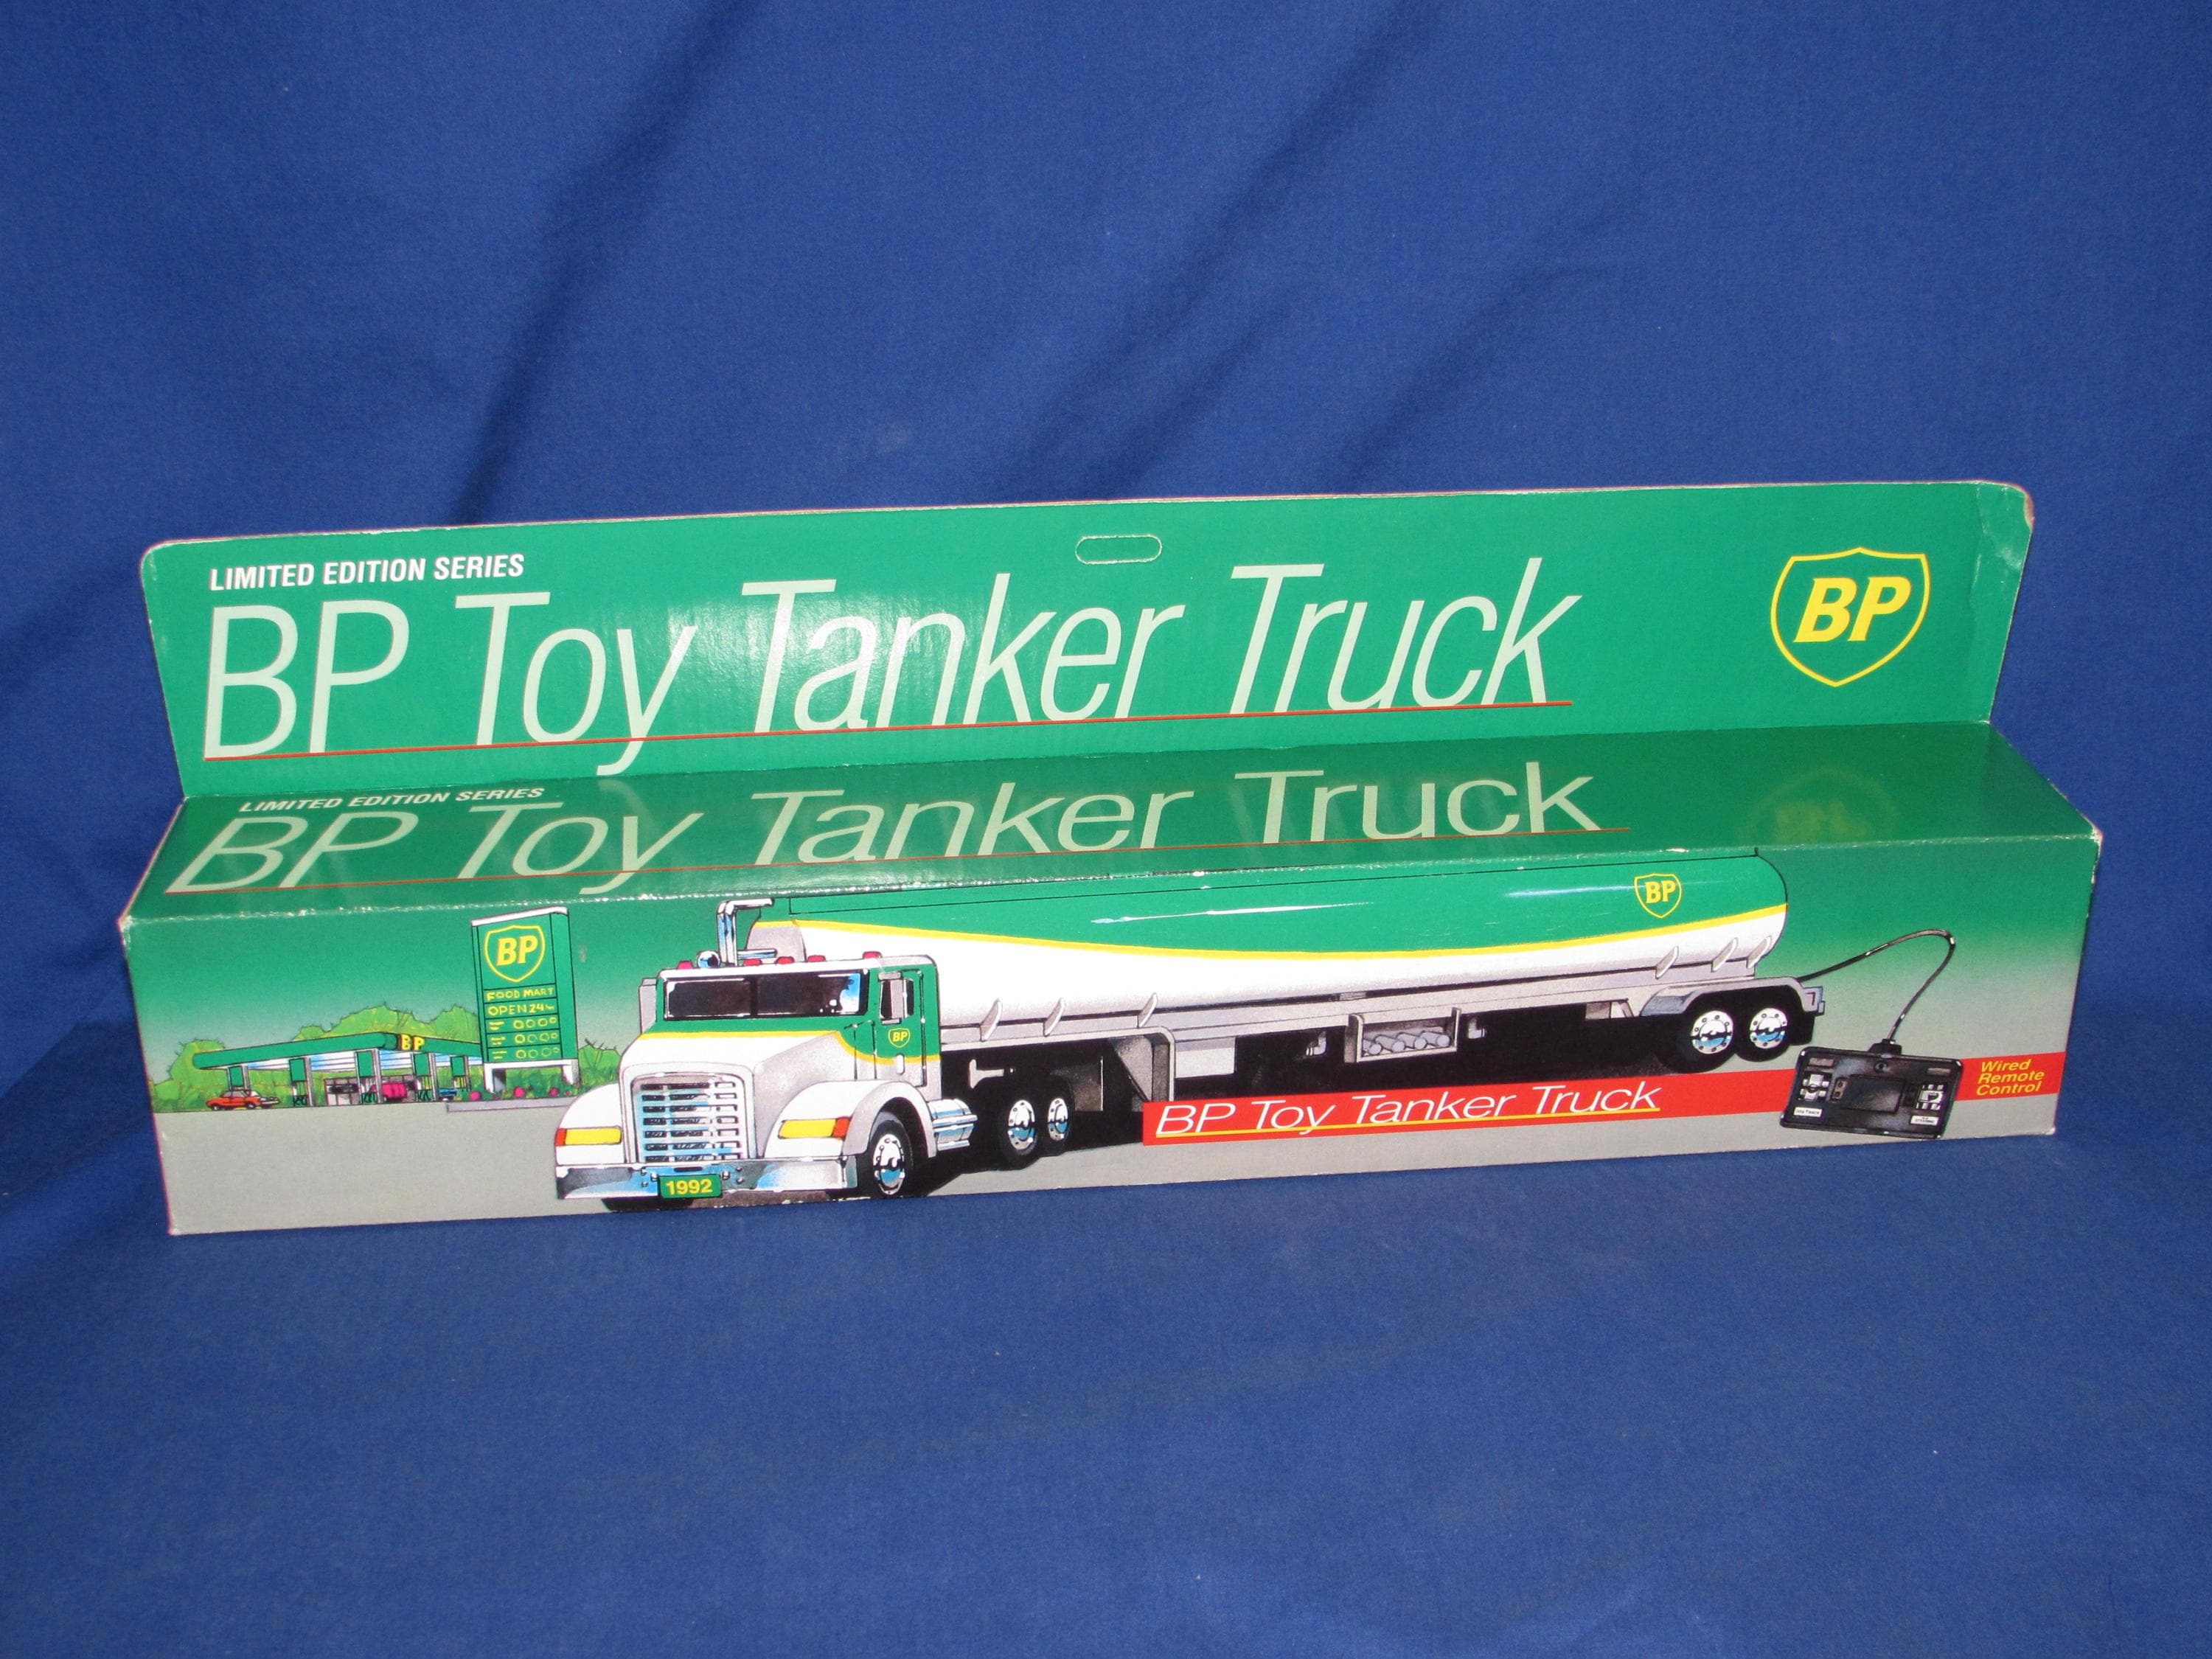 LIMITED EDITION SERIES
BP Toy Tanker Truck
BP
LIMITED EDITION SERIES
BP Toy Tanker Truck
BP
BP
FOOD MART
OPEN 24
BP
BP
BP
1992
BP Toy Tanker Truck
Wired
Remote
Control